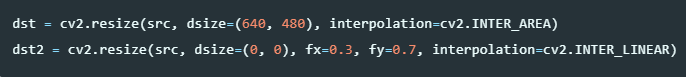 dst = cv2.resize(src, dsize=(640, 480), interpolation=cv2.INTER_AREA)
dst2 = cv2.resize(src, dsize=(0, 0), fx=0.3, fy=0.7, interpolation=cv2.INTER_LINEAR)